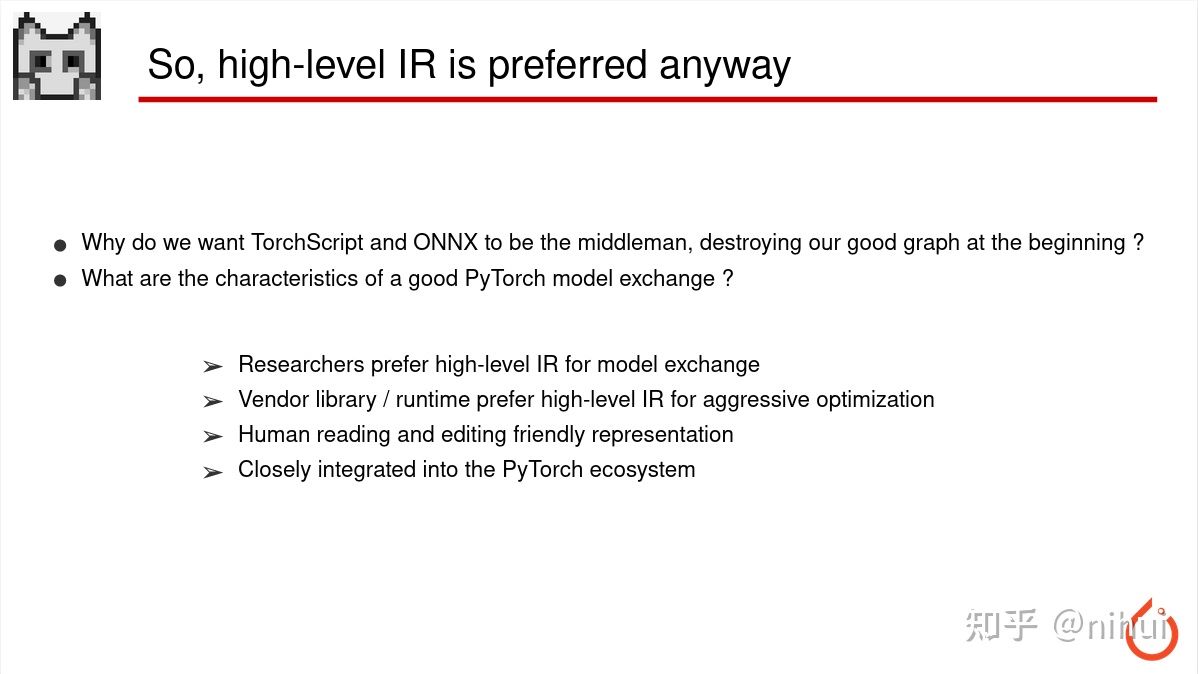 So, high-level IR is preferred anyway
● Why do we want TorchScript and ONNX to be the middleman, destroying our good graph at the beginning ?
● What are the characteristics of a good PyTorch model exchange ?
➢ Researchers prefer high-level IR for model exchange
➢ Vendor library / runtime prefer high-level IR for aggressive optimization
➢ Human reading and editing friendly representation
➢ Closely integrated into the PyTorch ecosystem
知乎 @nihui